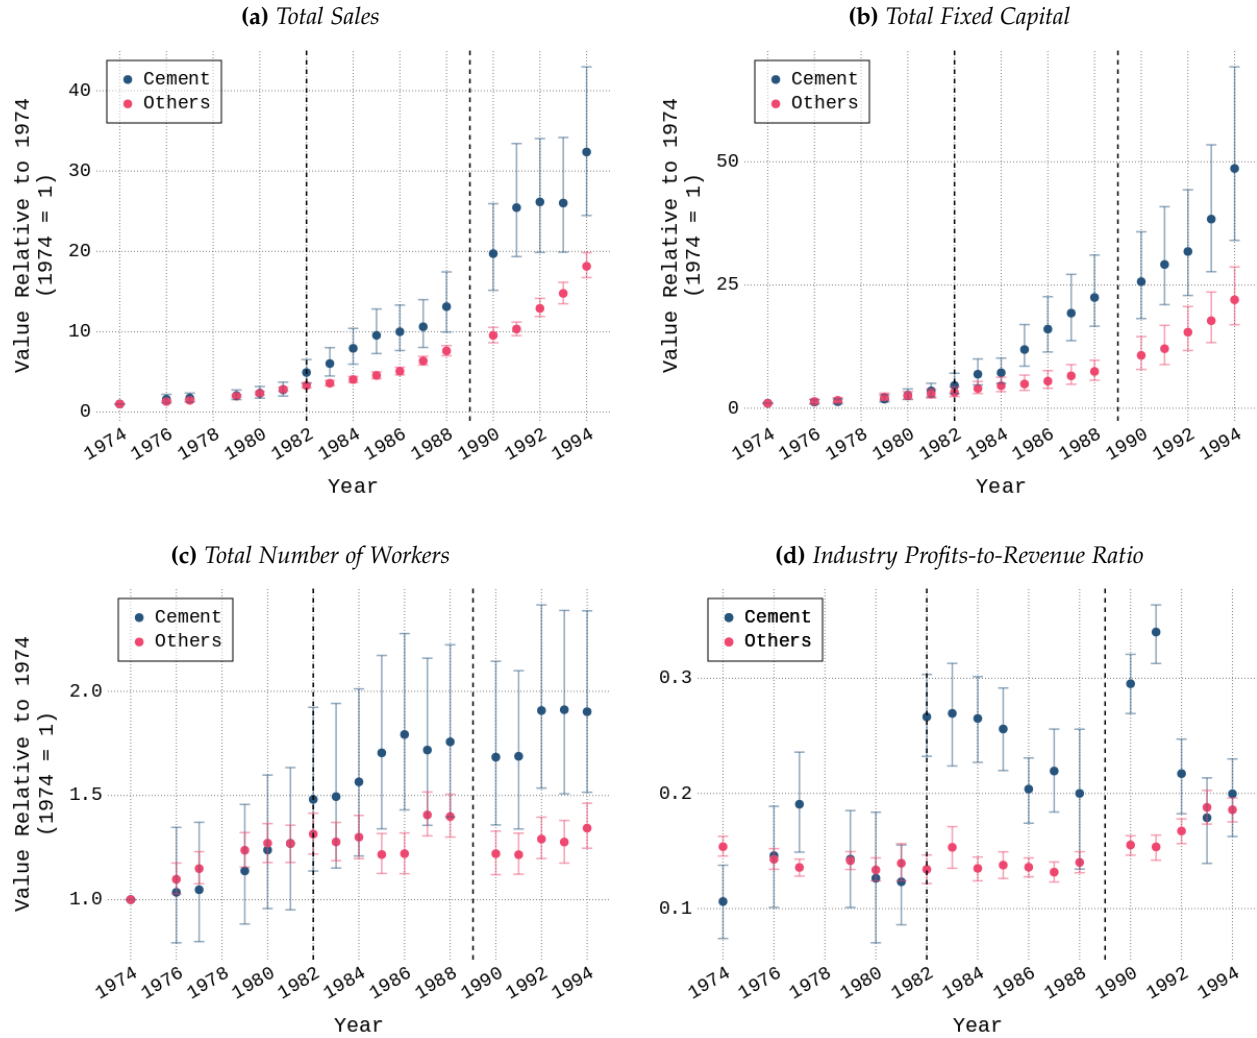 (a) Total Sales
Value Relative to 1974
(1974 = 1)
Cement
Others
40
30
20
10
0
1974 1976 1978 1980 1982 1984 1986 1988 1990 1992 1994
Year
(b) Total Fixed Capital
Value Relative to 1974
(1974 = 1)
Cement
Others
50
25
0
1974 1976 1978 1980 1982 1984 1986 1988 1990 1992 1994
Year
(c) Total Number of Workers
Value Relative to 1974
(1974 = 1)
Cement
Others
2.0
1.5
1.0
1974 1976 1978 1980 1982 1984 1986 1988 1990 1992 1994
Year
(d) Industry Profits-to-Revenue Ratio
Cement
Others
0.3
0.2
0.1
1974 1976 1978 1980 1982 1984 1986 1988 1990 1992 1994
Year